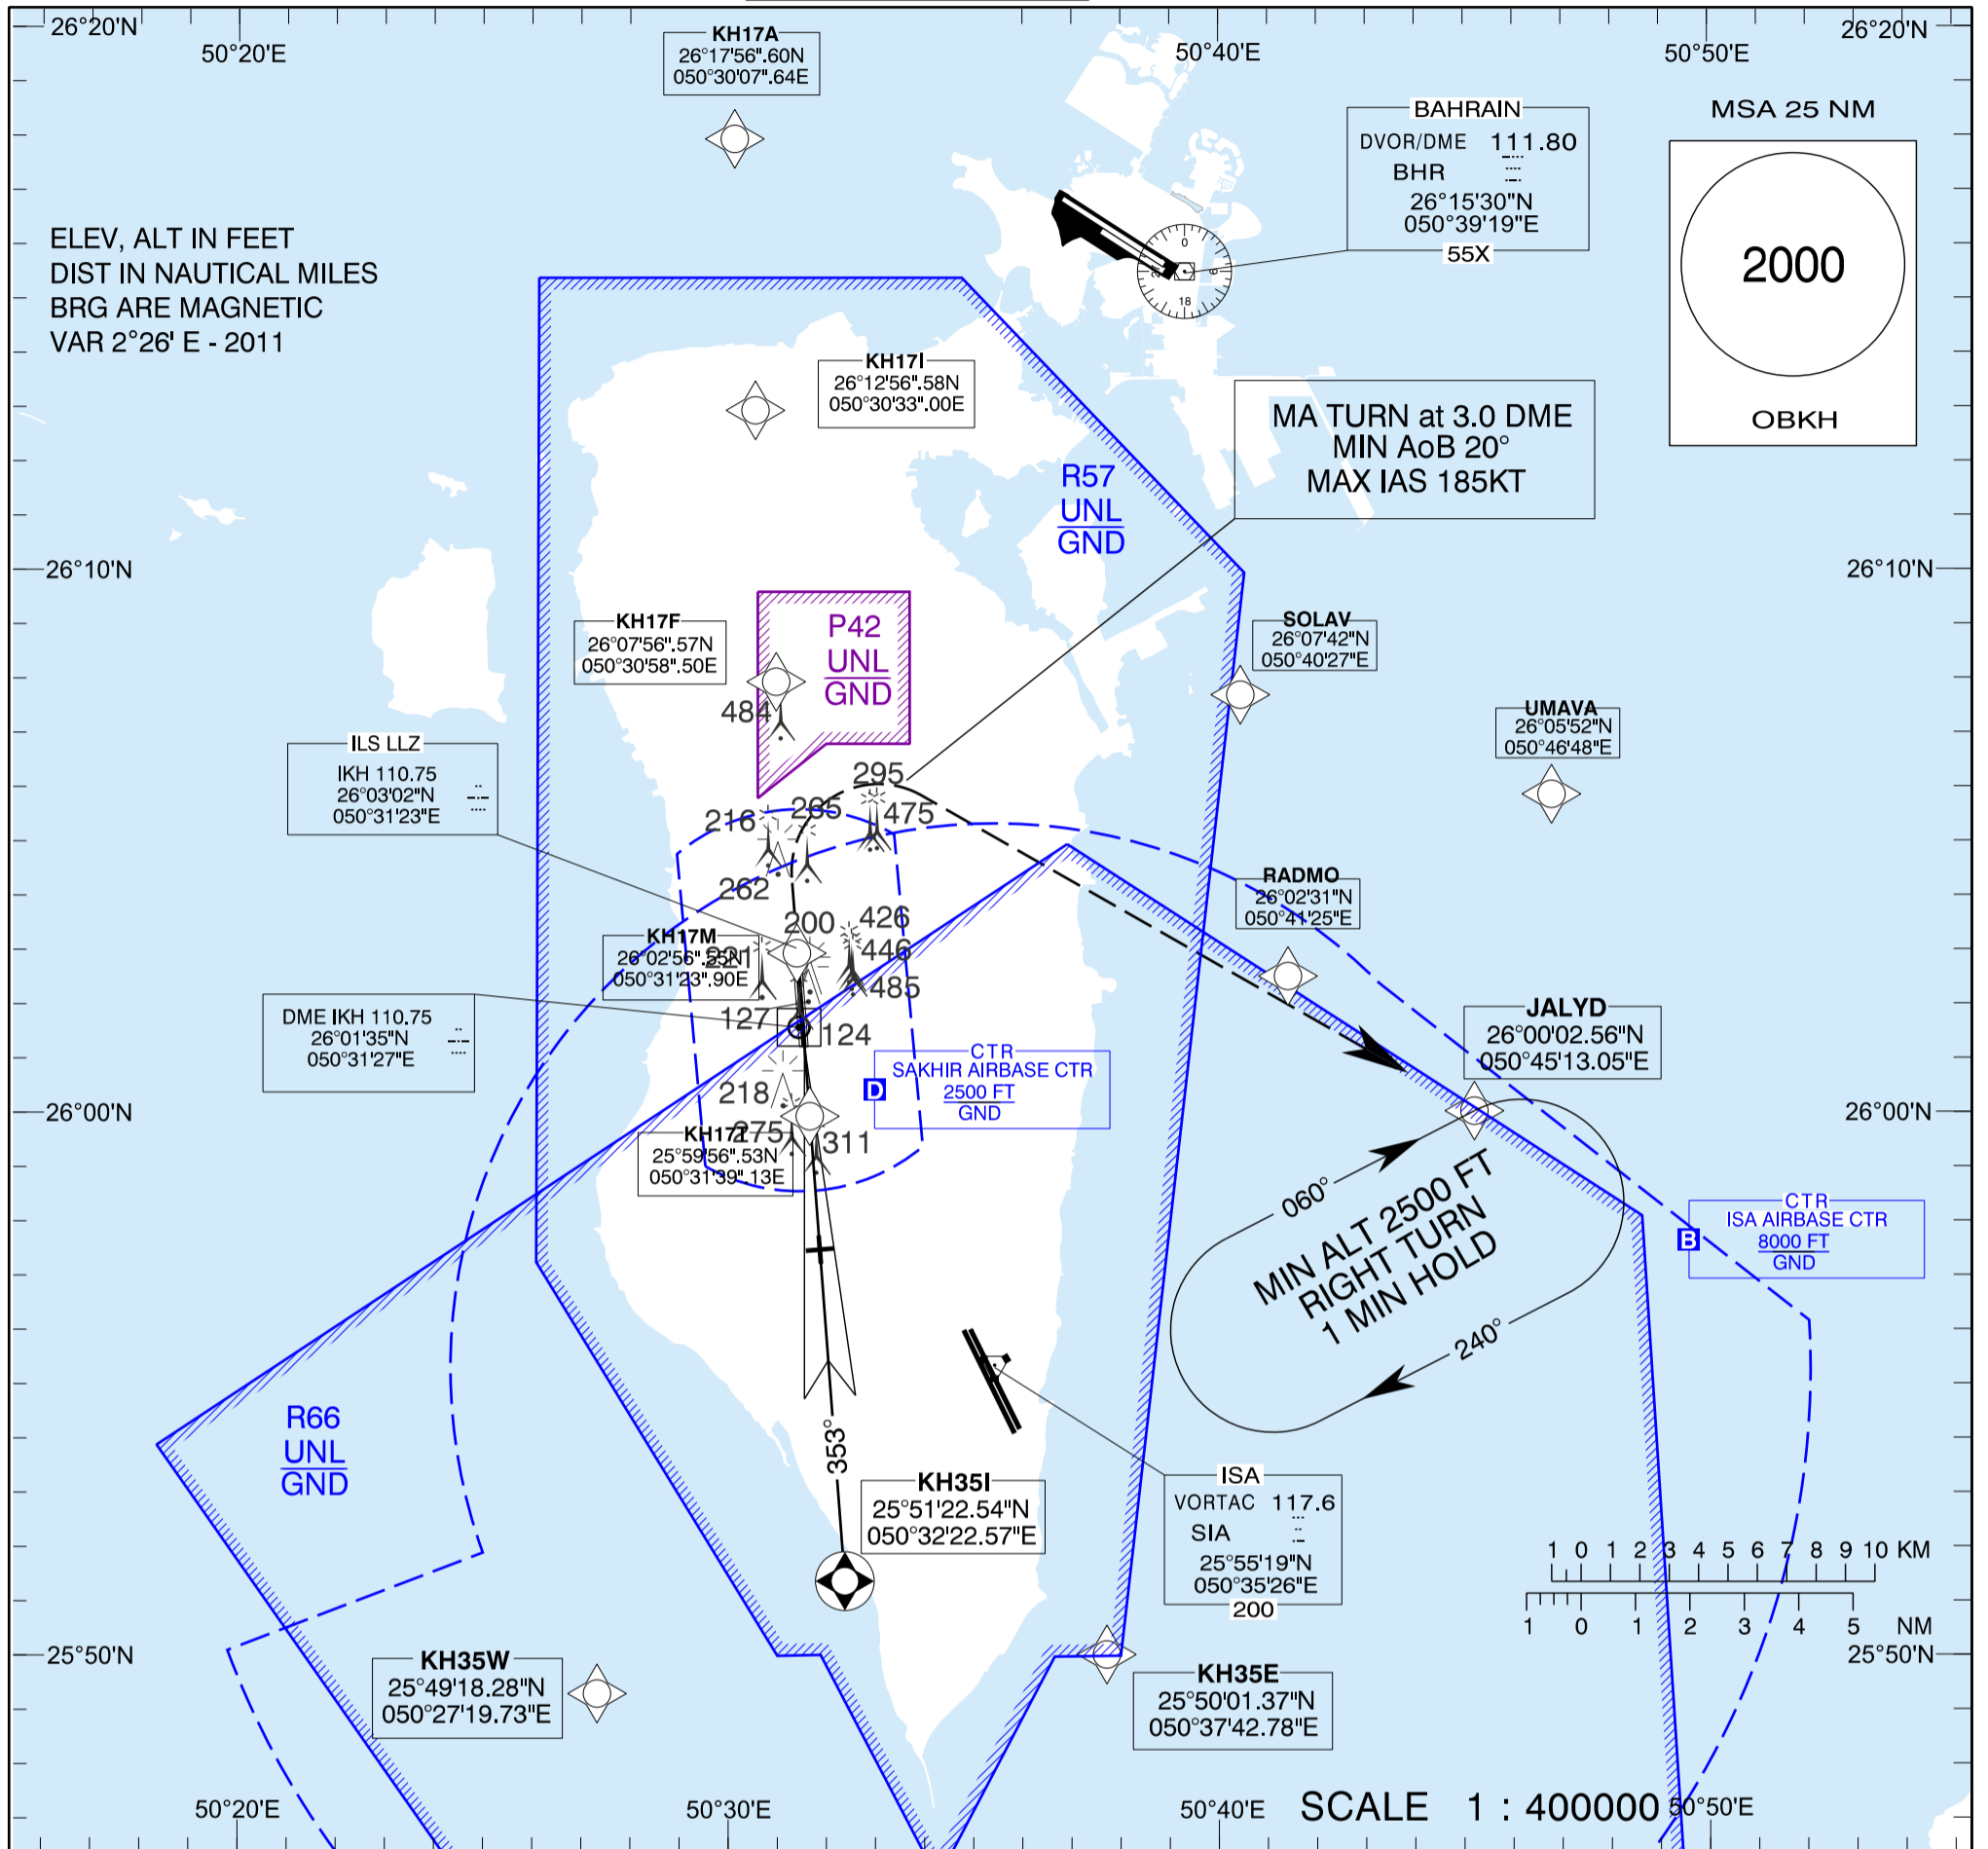 26°20'N
50°20'E
50°40'E
50°50'E
26°20'N
KH17A
26°17'56".60N
050°30'07".64E
BAHRAIN
DVOR/DME 111.80
BHR
26°15'30"N
050°39'19"E
55X
MSA 25 NM
2000
OBKH
ELEV, ALT IN FEET
DIST IN NAUTICAL MILES
BRG ARE MAGNETIC
VAR 2°26' E - 2011
0
6
18
KH17I
26°12'56".58N
050°30'33".00E
MA TURN at 3.0 DME
MIN AoB 20°
MAX IAS 185KT
R57
UNL
GND
26°10'N
26°10'N
KH17F
26°07'56".57N
050°30'58".50E
P42
UNL
GND
484
SOLAV
26°07'42"N
050°40'27"E
UMAVA
26°05'52"N
050°46'48"E
ILS LLZ
IKH 110.75
26°03'02"N
050°31'23"E
295
216
265
475
262
RADMO
26°02'31"N
050°41'25"E
200
426
KH17M
26°02'56".55N
050°31'23".90E
221
446
485
DME IKH 110.75
26°01'35"N
050°31'27"E
127
124
JALYD
26°00'02.56"N
050°45'13.05"E
CTR
SAKHIR AIRBASE CTR
2500 FT
GND
D
218
26°00'N
26°00'N
KH17T
25°59'56".53N
050°31'39".13E
275
311
060°
MIN ALT 2500 FT
RIGHT TURN
1 MIN HOLD
240°
CTR
ISA AIRBASE CTR
8000 FT
GND
B
R66
UNL
GND
353°
KH35I
25°51'22.54"N
050°32'22.57"E
ISA
VORTAC 117.6
SIA
25°55'19"N
050°35'26"E
200
1 0 1 2 3 4 5 6 7 8 9 10 KM
1 0 1 2 3 4 5 NM
25°50'N
25°50'N
KH35W
25°49'18.28"N
050°27'19.73"E
KH35E
25°50'01.37"N
050°37'42.78"E
50°20'E
50°30'E
50°40'E
SCALE 1 : 400000
50°50'E